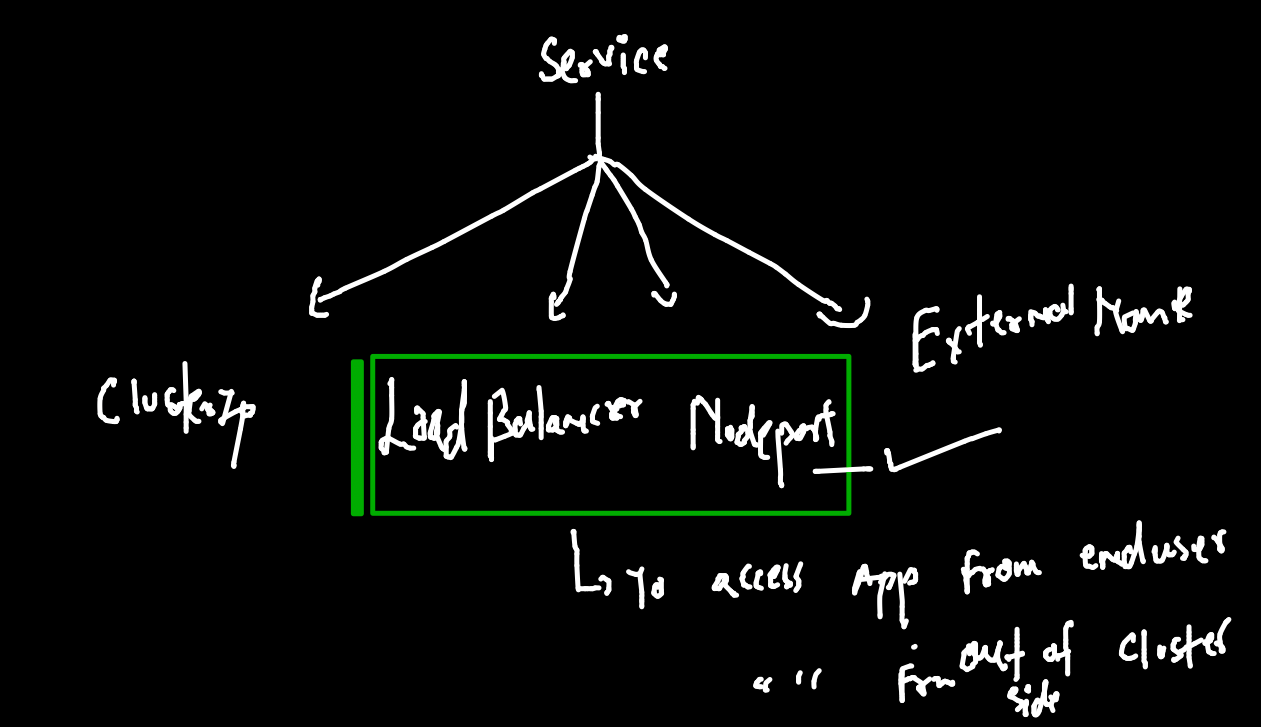 Service
External Name
ClusterIp
Load Balancer Nodeport
To access App from enduser
" " From out of cluster
side